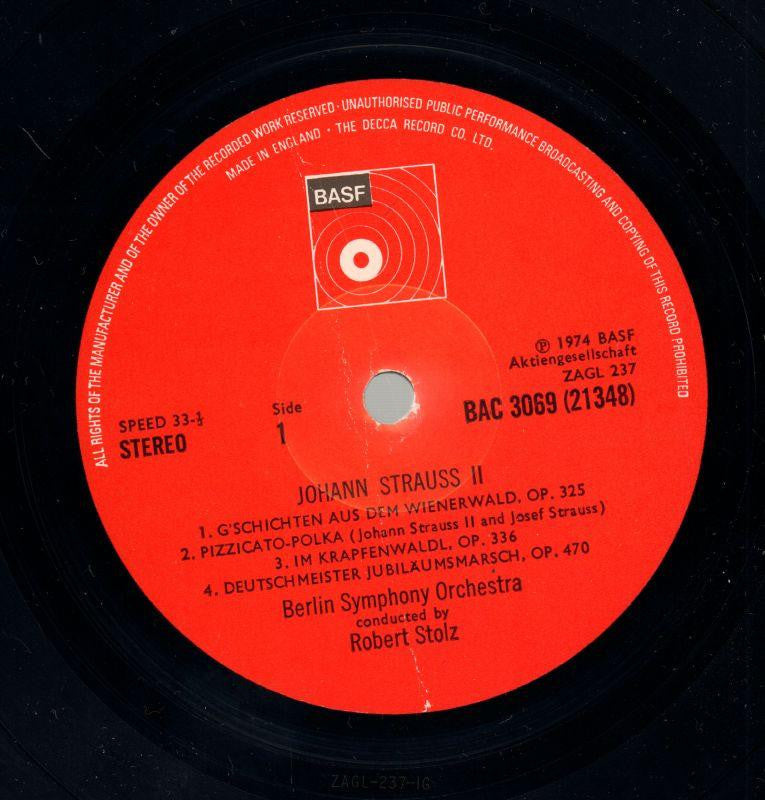 ALL RIGHTS OF THE MANUFACTURER AND OF THE OWNER OF THE RECORDED WORK RESERVED · UNAUTHORISED PUBLIC PERFORMANCE BROADCASTING AND COPYING OF THIS RECORD PROHIBITED
MADE IN ENGLAND · THE DECCA RECORD CO. LTD.
BASF
℗ 1974 BASF
Aktiengesellschaft
ZAGL 237
BAC 3069 (21348)
SPEED 33-⅓
STEREO
Side
1
JOHANN STRAUSS II
1. G'SCHICHTEN AUS DEM WIENERWALD, OP. 325
2. PIZZICATO-POLKA (Johann Strauss II and Josef Strauss)
3. IM KRAPFENWALDL, OP. 336
4. DEUTSCHMEISTER JUBILÄUMSMARSCH, OP. 470
Berlin Symphony Orchestra
conducted by
Robert Stolz
ZAGL-237-1G